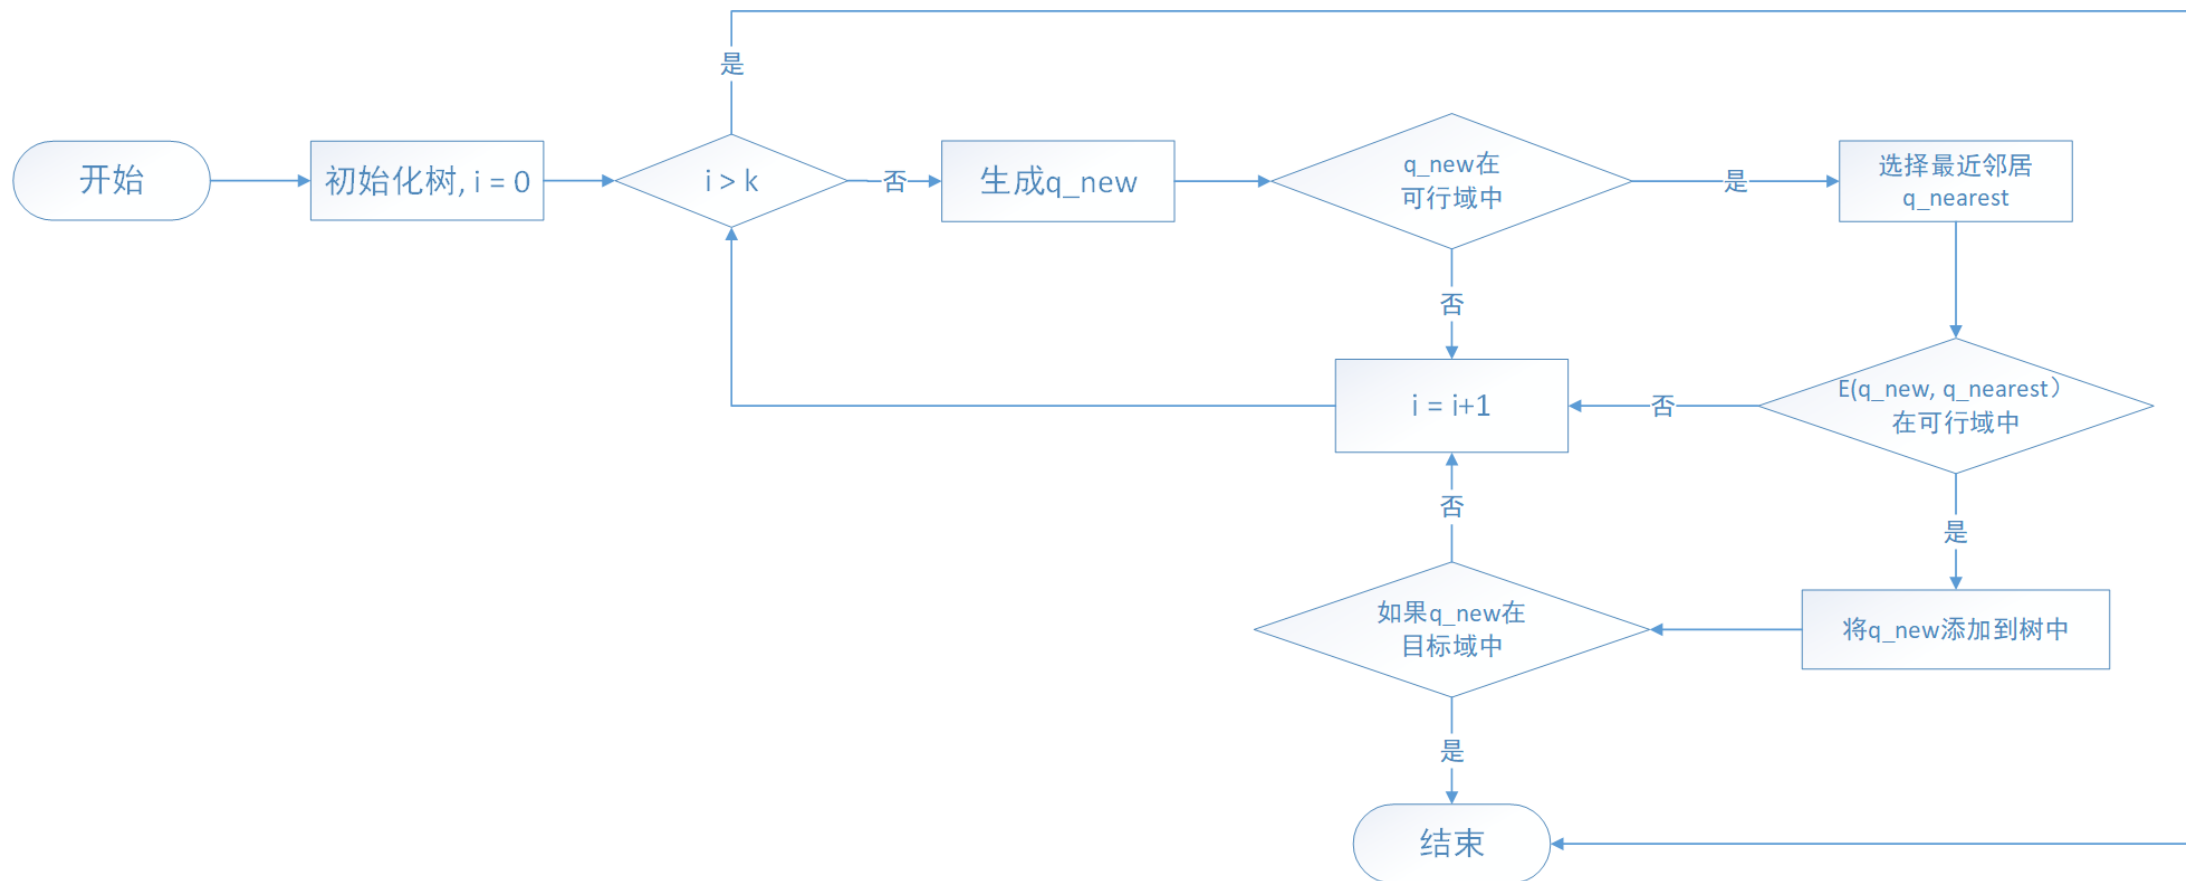 是
开始
初始化树, i = 0
i > k
否
生成q_new
q_new在
可行域中
是
选择最近邻居
q_nearest
否
i = i+1
否
E(q_new, q_nearest）
在可行域中
否
是
如果q_new在
目标域中
将q_new添加到树中
是
结束